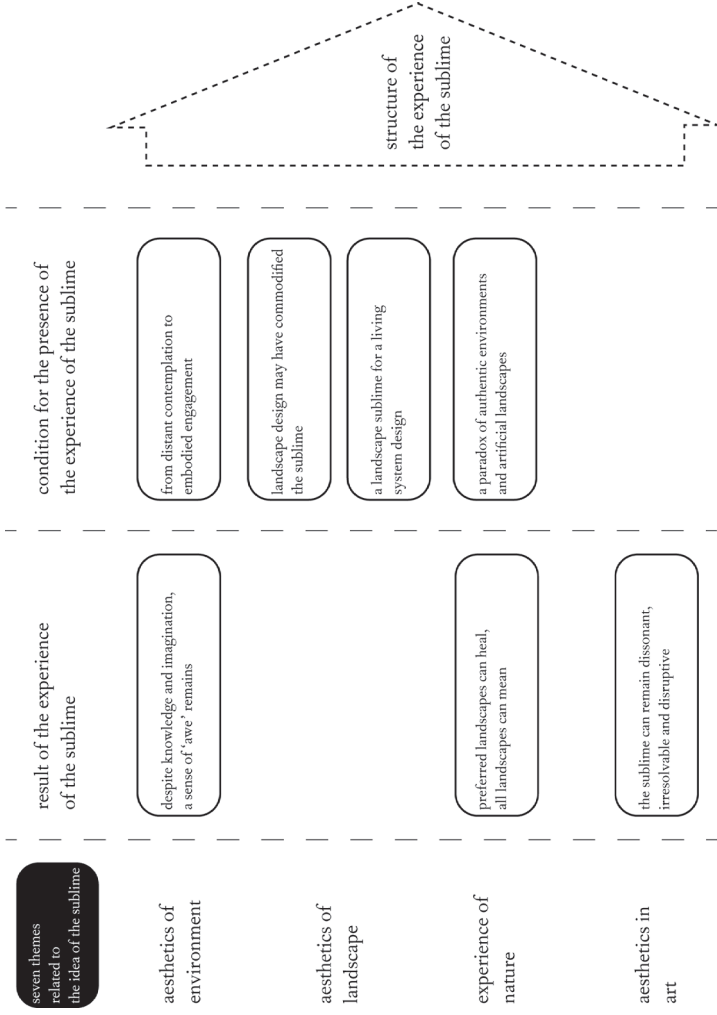 seven themes
related to
the idea of the sublime
result of the experience
of the sublime
condition for the presence of
the experience of the sublime
structure of
the experience
of the sublime
aesthetics of
environment
despite knowledge and imagination,
a sense of ‘awe’ remains
from distant contemplation to
embodied engagement
aesthetics of
landscape
landscape design may have commodified
the sublime
a landscape sublime for a living
system design
experience of
nature
preferred landscapes can heal,
all landscapes can mean
a paradox of authentic environments
and artificial landscapes
aesthetics in
art
the sublime can remain dissonant,
irresolvable and disruptive